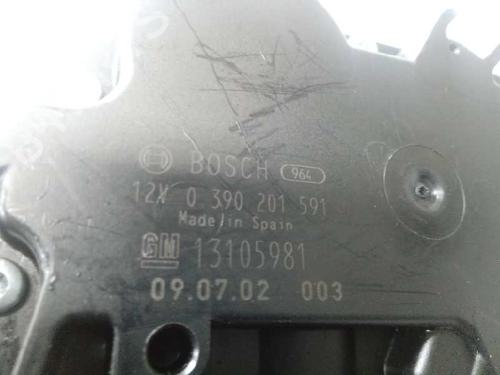 BOSCH 964
12V 0 390 201 591
Made in Spain
GM 13105981
09.07.02 003